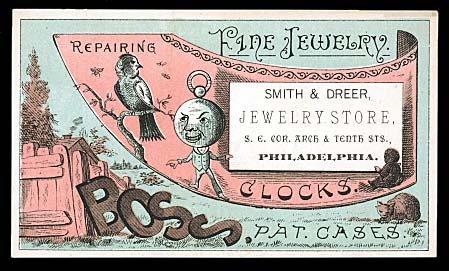 REPAIRING
FINE JEWELRY.
SMITH & DREER,
JEWELRY STORE,
S. E. COR. ARCH & TENTH STS.,
PHILADELPHIA.
CLOCKS.
BOSS,
PAT. CASES.